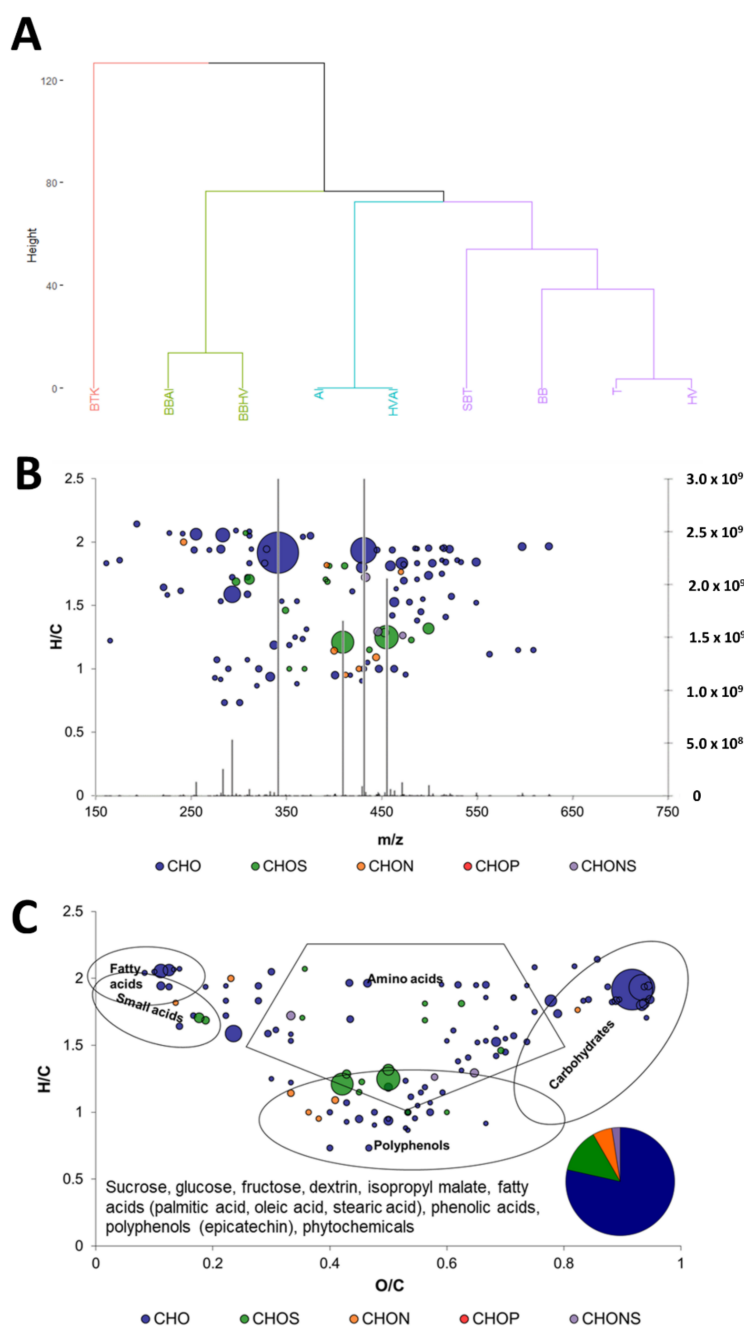 A
120
80
40
0
Height
BTK
BBAI
BBHV
AI
HVAI
SBT
BB
T
HV
B
2.5
2
1.5
1
0.5
0
H/C
3.0 x 10⁹
2.5 x 10⁹
2.0 x 10⁹
1.5 x 10⁹
1.0 x 10⁹
5.0 x 10⁸
0
150 250 350 450 550 650 750
m/z
CHO CHOS CHON CHOP CHONS
C
2.5
2
1.5
1
0.5
0
H/C
Fatty
acids
Small acids
Amino acids
Carbohydrates
Polyphenols
Sucrose, glucose, fructose, dextrin, isopropyl malate, fatty
acids (palmitic acid, oleic acid, stearic acid), phenolic acids,
polyphenols (epicatechin), phytochemicals
0 0.2 0.4 0.6 0.8 1
O/C
CHO CHOS CHON CHOP CHONS